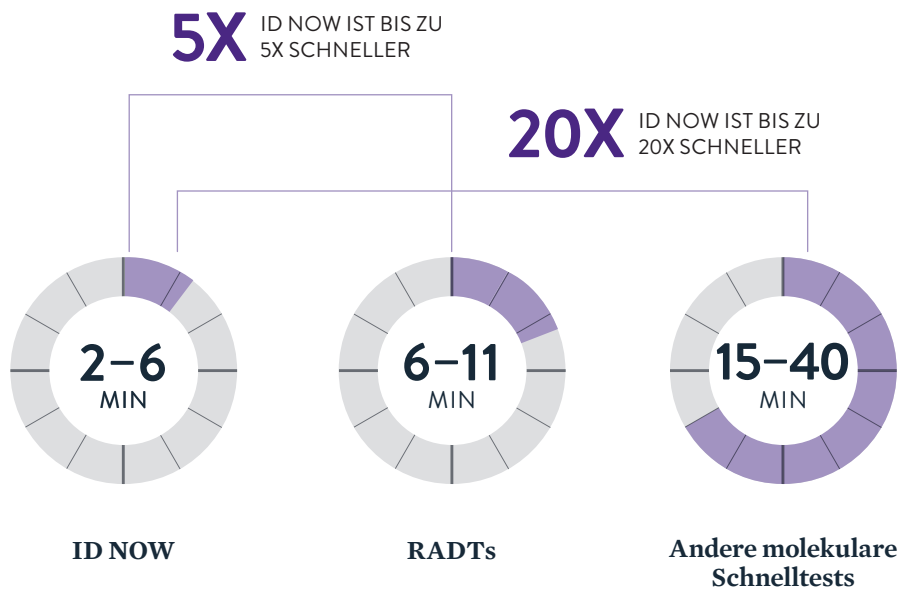 5X
ID NOW IST BIS ZU
5X SCHNELLER
20X
ID NOW IST BIS ZU
20X SCHNELLER
2–6
MIN
6–11
MIN
15–40
MIN
ID NOW
RADTs
Andere molekulare
Schnelltests